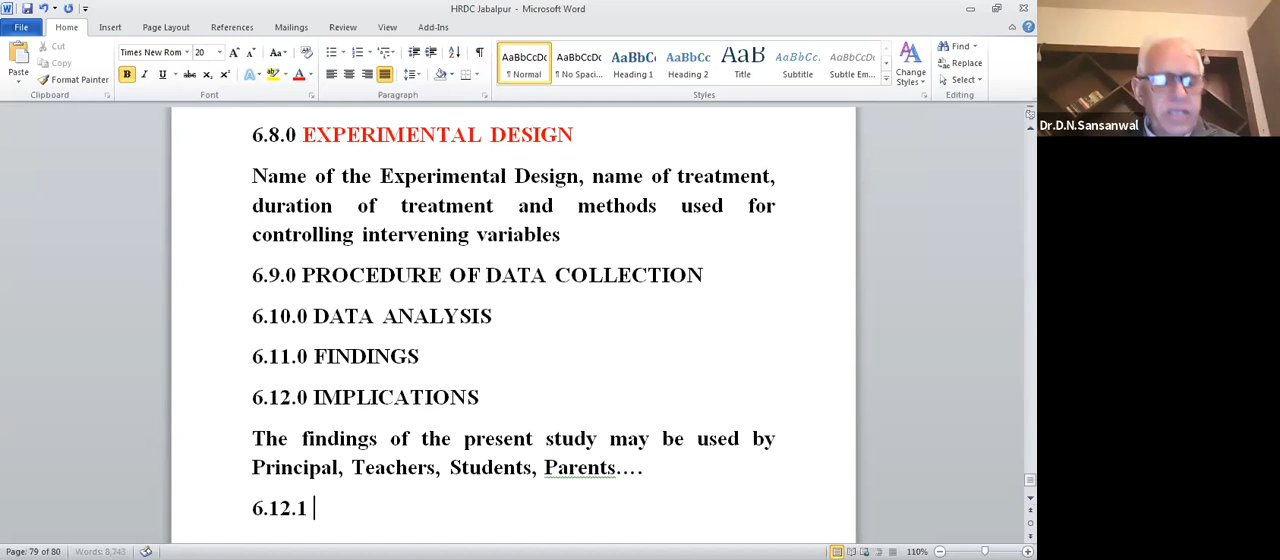 HRDC Jabalpur - Microsoft Word
File Home Insert Page Layout References Mailings Review View Add-Ins
Cut
Copy
Format Painter
Paste
Clipboard
Times New Rom 20
Font
Paragraph
AaBbCcDc AaBbCcDc AaBbC AaBbCc AaB AaBbCc. AaBbCcDc
¶ Normal ¶ No Spaci... Heading 1 Heading 2 Title Subtitle Subtle Em...
Styles
Change Styles
Find
Replace
Select
Editing
Dr.D.N.Sansanwal
6.8.0 EXPERIMENTAL DESIGN
Name of the Experimental Design, name of treatment,
duration of treatment and methods used for
controlling intervening variables
6.9.0 PROCEDURE OF DATA COLLECTION
6.10.0 DATA ANALYSIS
6.11.0 FINDINGS
6.12.0 IMPLICATIONS
The findings of the present study may be used by
Principal, Teachers, Students, Parents….
6.12.1
Page: 79 of 80 Words: 8,743 110%